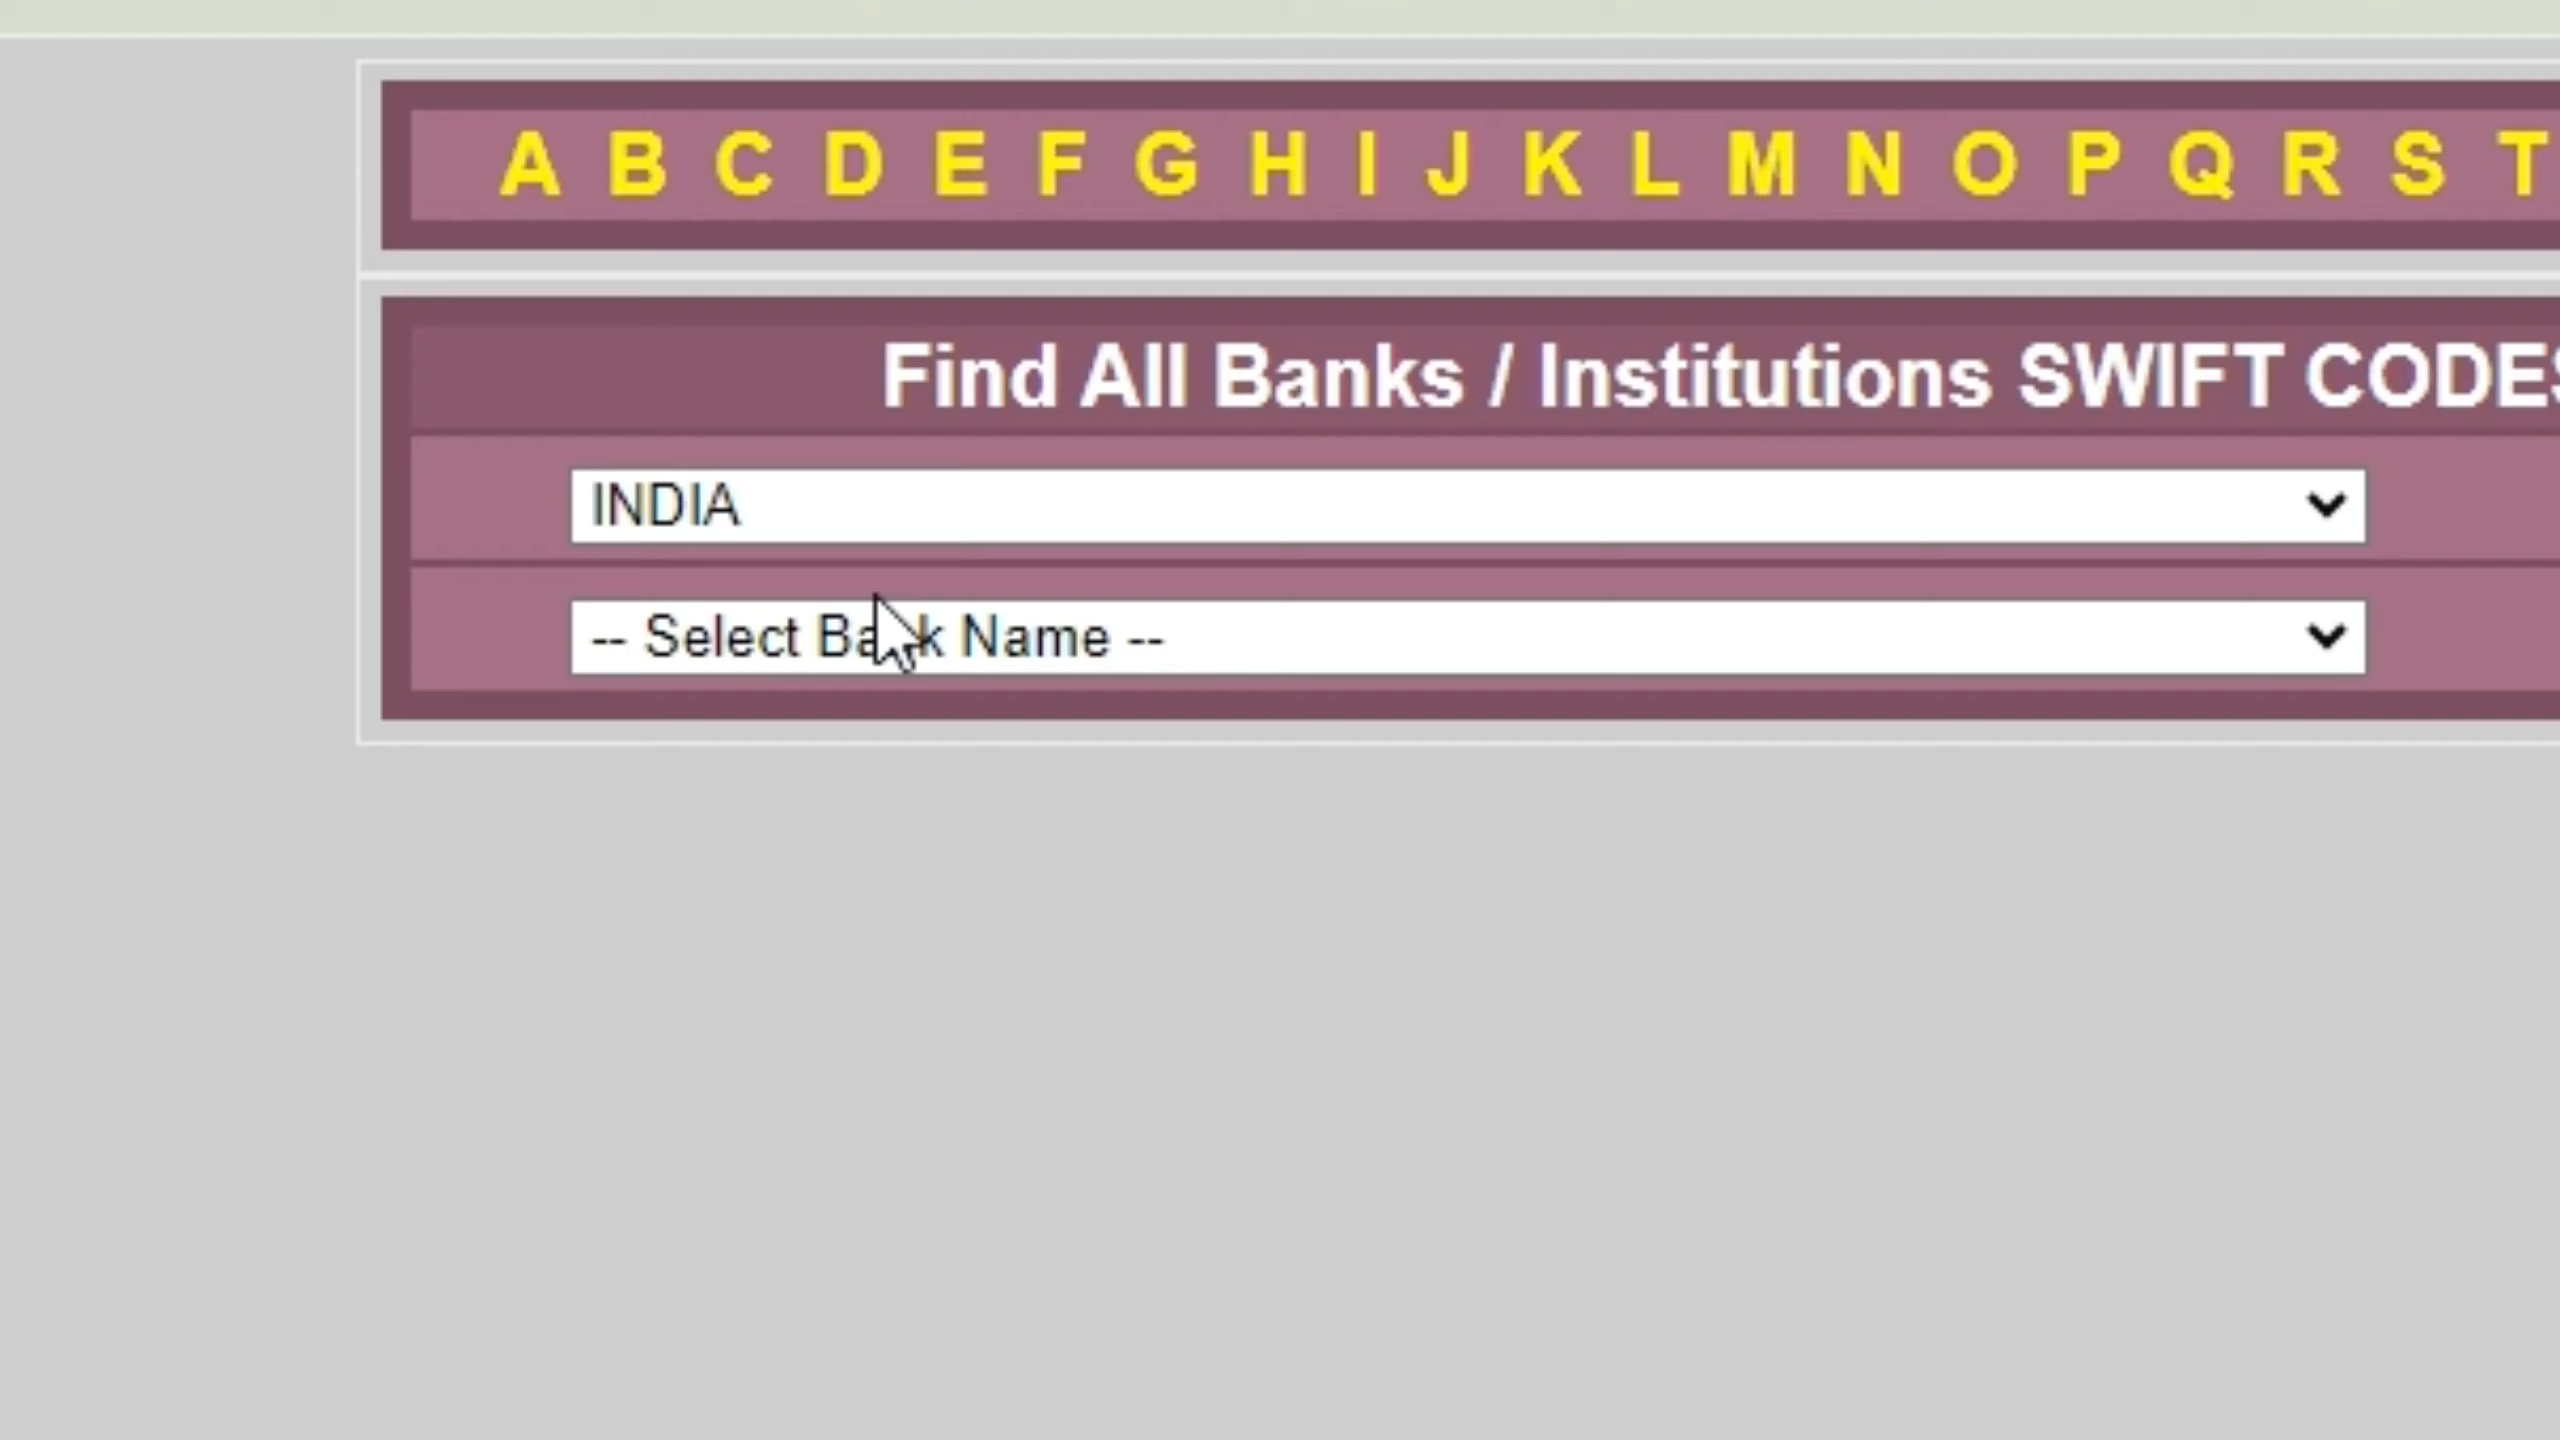 A B C D E F G H I J K L M N O P Q R S T
Find All Banks / Institutions SWIFT CODES
INDIA
-- Select Bank Name --